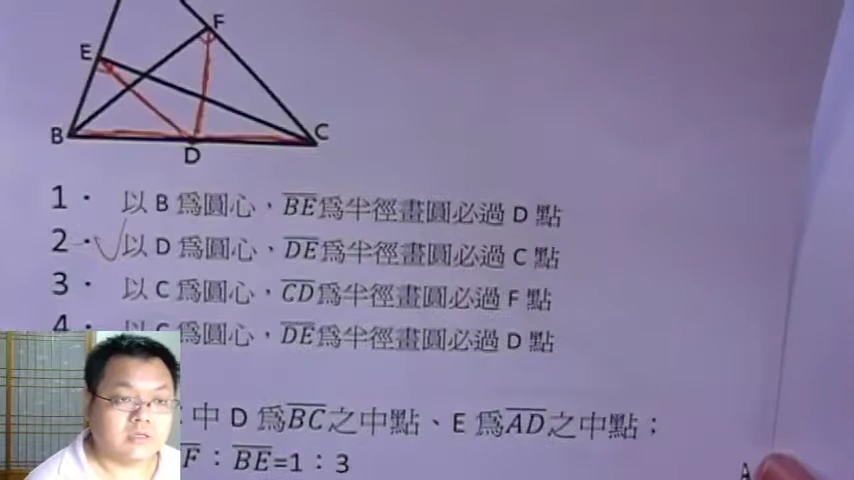 F
E
B
C
D
1. 以 B 爲圓心，BE爲半徑畫圓必過 D 點
2. 以 D 爲圓心，DE爲半徑畫圓必過 C 點
3. 以 C 爲圓心，CD爲半徑畫圓必過 F 點
4. 以 C 爲圓心，DE爲半徑畫圓必過 D 點
中 D 爲BC之中點、E 爲AD之中點；
F：BE=1：3
A